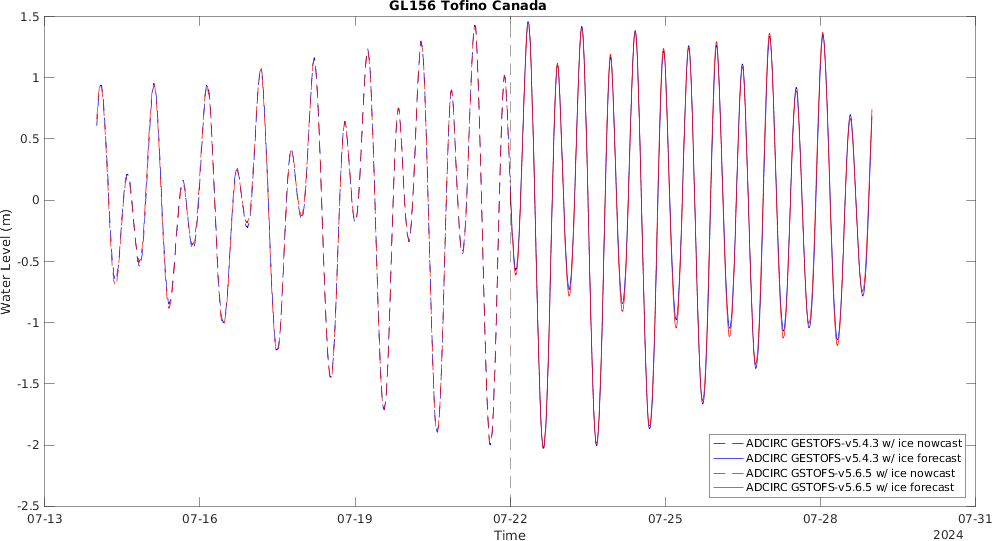 GL156 Tofino Canada
1.5
1
0.5
0
-0.5
-1
-1.5
-2
-2.5
Water Level (m)
07-13
07-16
07-19
07-22
07-25
07-28
07-31
Time
2024
ADCIRC GESTOFS-v5.4.3 w/ ice nowcast
ADCIRC GESTOFS-v5.4.3 w/ ice forecast
ADCIRC GSTOFS-v5.6.5 w/ ice nowcast
ADCIRC GSTOFS-v5.6.5 w/ ice forecast